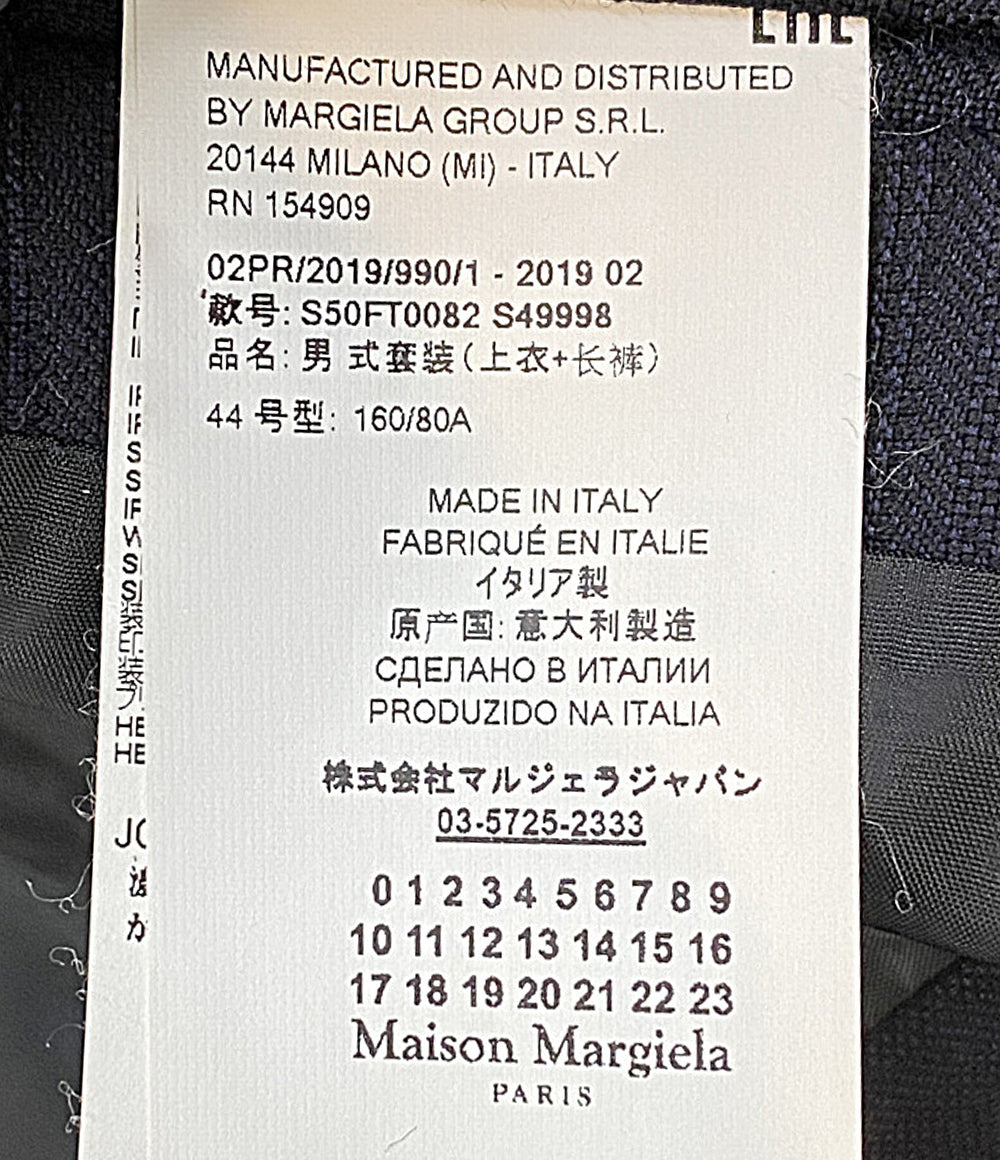 MANUFACTURED AND DISTRIBUTED
BY MARGIELA GROUP S.R.L.
20144 MILANO (MI) - ITALY
RN 154909
02PR/2019/990/1 - 2019 02
款号: S50FT0082 S49998
品名: 男 式套装(上衣+长裤)
44 号型: 160/80A
MADE IN ITALY
FABRIQUÉ EN ITALIE
イタリア製
原产国: 意大利製造
СДЕЛАНО В ИТАЛИИ
PRODUZIDO NA ITALIA
株式会社マルジェラジャパン
03-5725-2333
0 1 2 3 4 5 6 7 8 9
10 11 12 13 14 15 16
17 18 19 20 21 22 23
Maison Margiela
PARIS